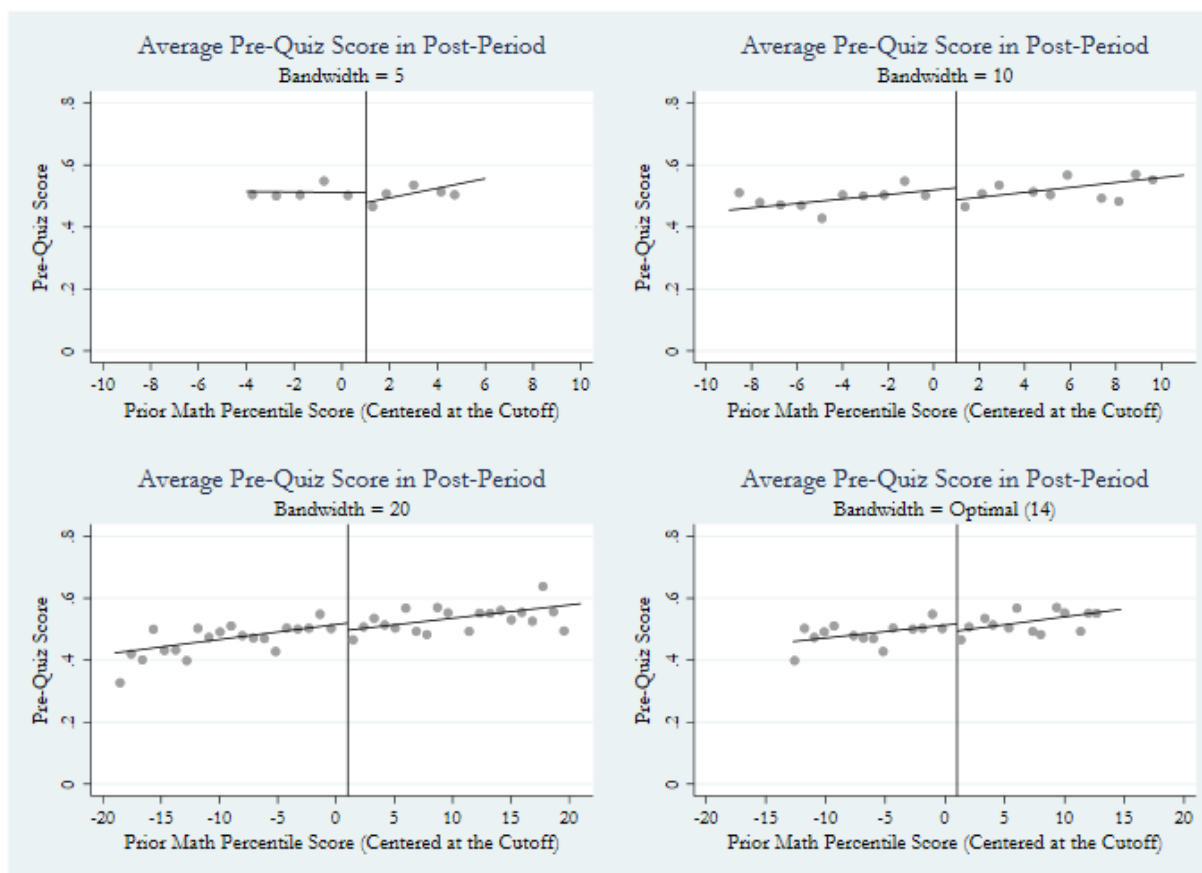 Average Pre-Quiz Score in Post-Period
Bandwidth = 5
Pre-Quiz Score
.8
.6
.4
.2
0
-10 -8 -6 -4 -2 0 2 4 6 8 10
Prior Math Percentile Score (Centered at the Cutoff)
Average Pre-Quiz Score in Post-Period
Bandwidth = 10
Pre-Quiz Score
.8
.6
.4
.2
0
-10 -8 -6 -4 -2 0 2 4 6 8 10
Prior Math Percentile Score (Centered at the Cutoff)
Average Pre-Quiz Score in Post-Period
Bandwidth = 20
Pre-Quiz Score
.8
.6
.4
.2
0
-20 -15 -10 -5 0 5 10 15 20
Prior Math Percentile Score (Centered at the Cutoff)
Average Pre-Quiz Score in Post-Period
Bandwidth = Optimal (14)
Pre-Quiz Score
.8
.6
.4
.2
0
-20 -15 -10 -5 0 5 10 15 20
Prior Math Percentile Score (Centered at the Cutoff)